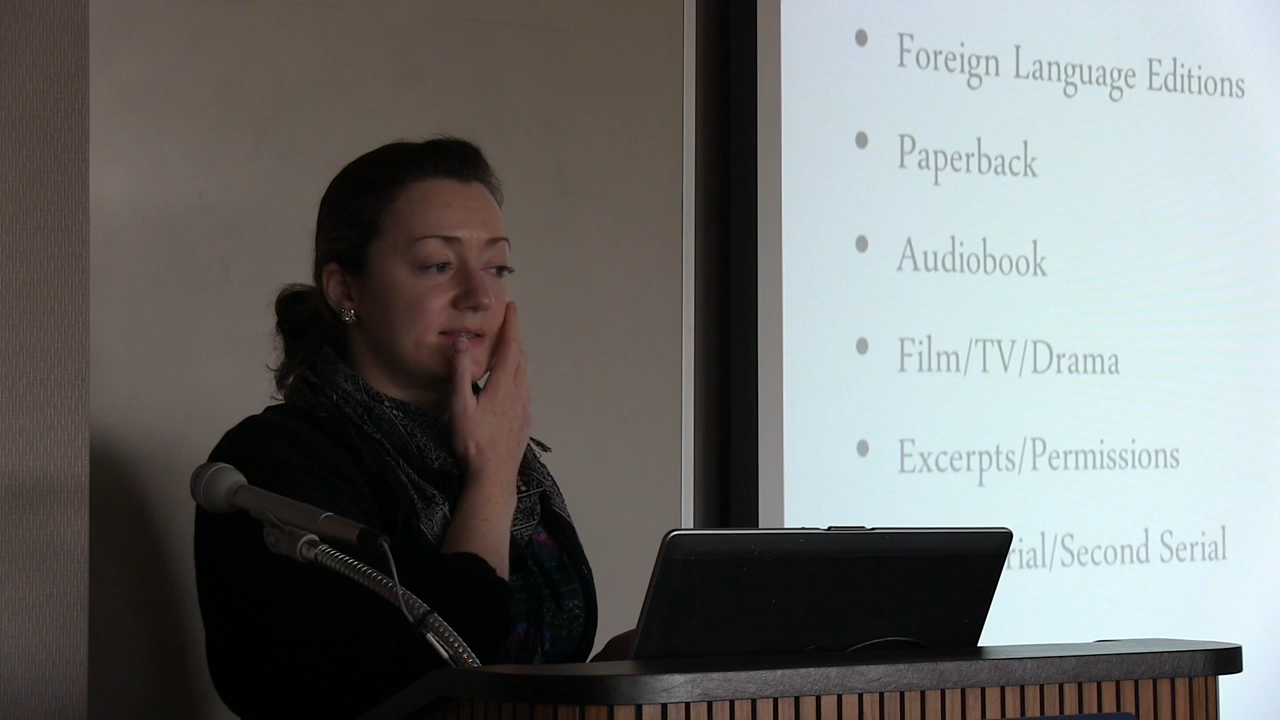 Foreign Language Editions
Paperback
Audiobook
Film/TV/Drama
Excerpts/Permissions
rial/Second Serial